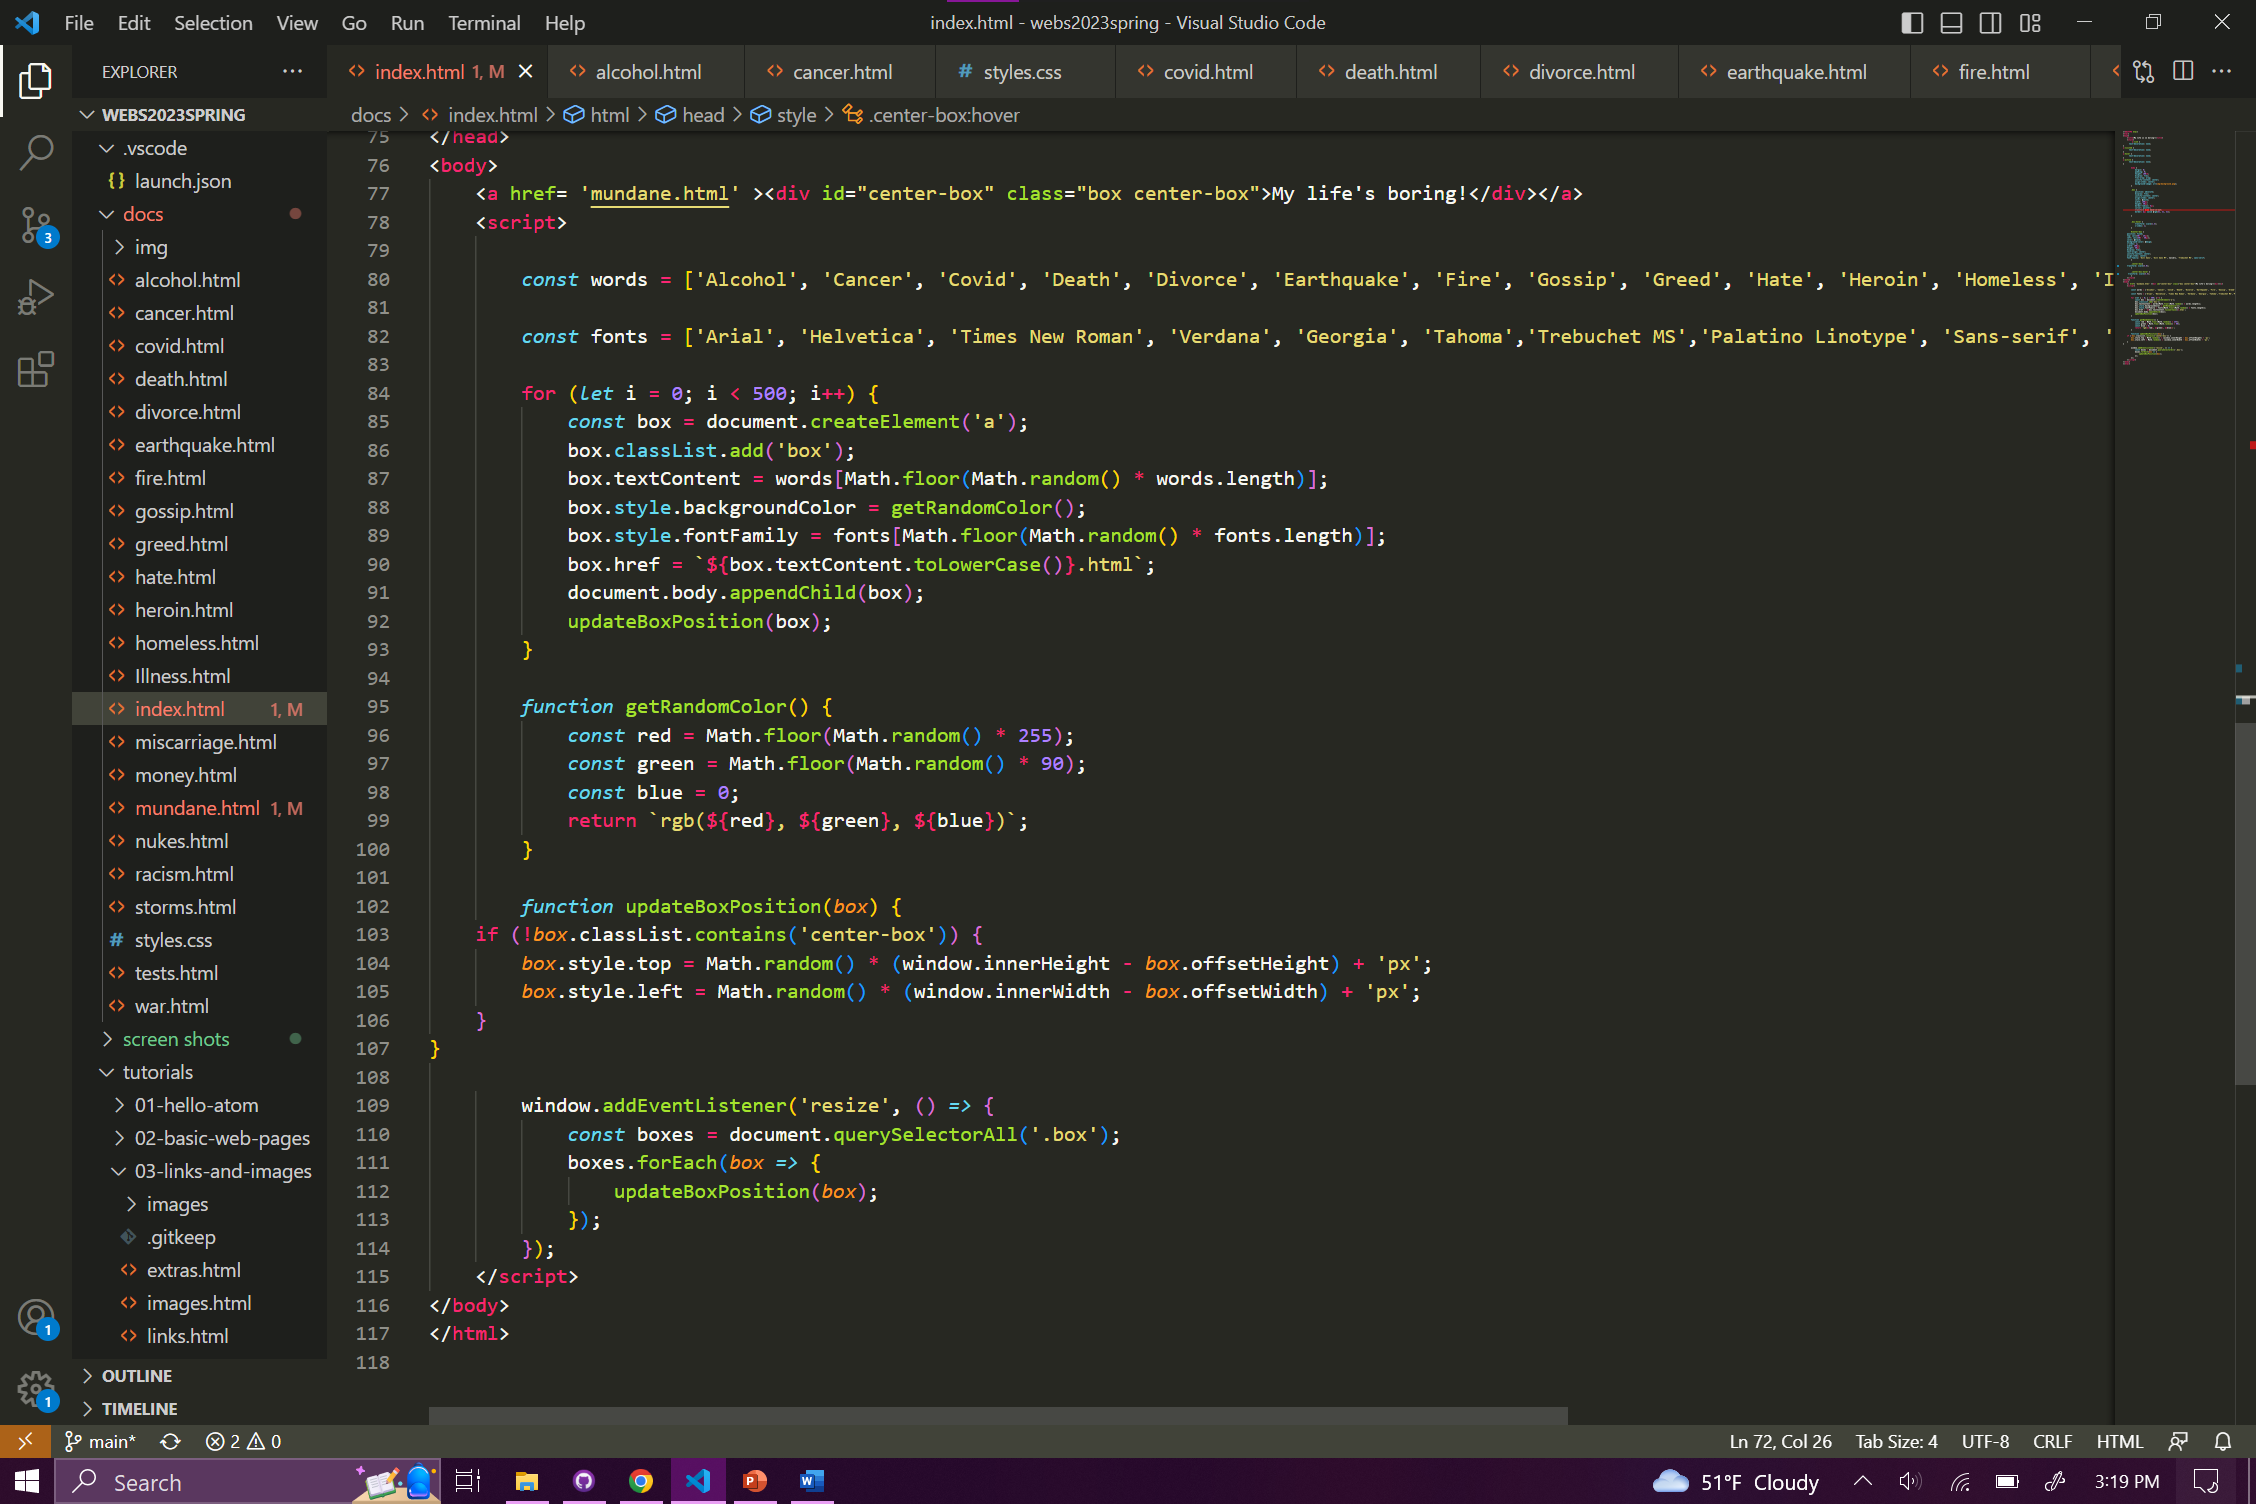 File Edit Selection View Go Run Terminal Help
index.html - webs2023spring - Visual Studio Code
EXPLORER ···
index.html 1, M
alcohol.html
cancer.html
# styles.css
covid.html
death.html
divorce.html
earthquake.html
fire.html
WEBS2023SPRING
docs > index.html > html > head > style > .center-box:hover
.vscode
{} launch.json
docs
img
alcohol.html
cancer.html
covid.html
death.html
divorce.html
earthquake.html
fire.html
gossip.html
greed.html
hate.html
heroin.html
homeless.html
Illness.html
index.html 1, M
miscarriage.html
money.html
mundane.html 1, M
nukes.html
racism.html
storms.html
# styles.css
tests.html
war.html
screen shots
tutorials
01-hello-atom
02-basic-web-pages
03-links-and-images
images
.gitkeep
extras.html
images.html
links.html
OUTLINE
TIMELINE
3
1
1
75 </head>
76 <body>
77 <a href= 'mundane.html' ><div id="center-box" class="box center-box">My life's boring!</div></a>
78 <script>
79
80 const words = ['Alcohol', 'Cancer', 'Covid', 'Death', 'Divorce', 'Earthquake', 'Fire', 'Gossip', 'Greed', 'Hate', 'Heroin', 'Homeless', 'I
81
82 const fonts = ['Arial', 'Helvetica', 'Times New Roman', 'Verdana', 'Georgia', 'Tahoma','Trebuchet MS','Palatino Linotype', 'Sans-serif', '
83
84 for (let i = 0; i < 500; i++) {
85 const box = document.createElement('a');
86 box.classList.add('box');
87 box.textContent = words[Math.floor(Math.random() * words.length)];
88 box.style.backgroundColor = getRandomColor();
89 box.style.fontFamily = fonts[Math.floor(Math.random() * fonts.length)];
90 box.href = `${box.textContent.toLowerCase()}.html`;
91 document.body.appendChild(box);
92 updateBoxPosition(box);
93 }
94
95 function getRandomColor() {
96 const red = Math.floor(Math.random() * 255);
97 const green = Math.floor(Math.random() * 90);
98 const blue = 0;
99 return `rgb(${red}, ${green}, ${blue})`;
100 }
101
102 function updateBoxPosition(box) {
103 if (!box.classList.contains('center-box')) {
104 box.style.top = Math.random() * (window.innerHeight - box.offsetHeight) + 'px';
105 box.style.left = Math.random() * (window.innerWidth - box.offsetWidth) + 'px';
106 }
107 }
108
109 window.addEventListener('resize', () => {
110 const boxes = document.querySelectorAll('.box');
111 boxes.forEach(box => {
112 updateBoxPosition(box);
113 });
114 });
115 </script>
116 </body>
117 </html>
118
main* 2 0
Ln 72, Col 26 Tab Size: 4 UTF-8 CRLF HTML
Search
51°F Cloudy
3:19 PM